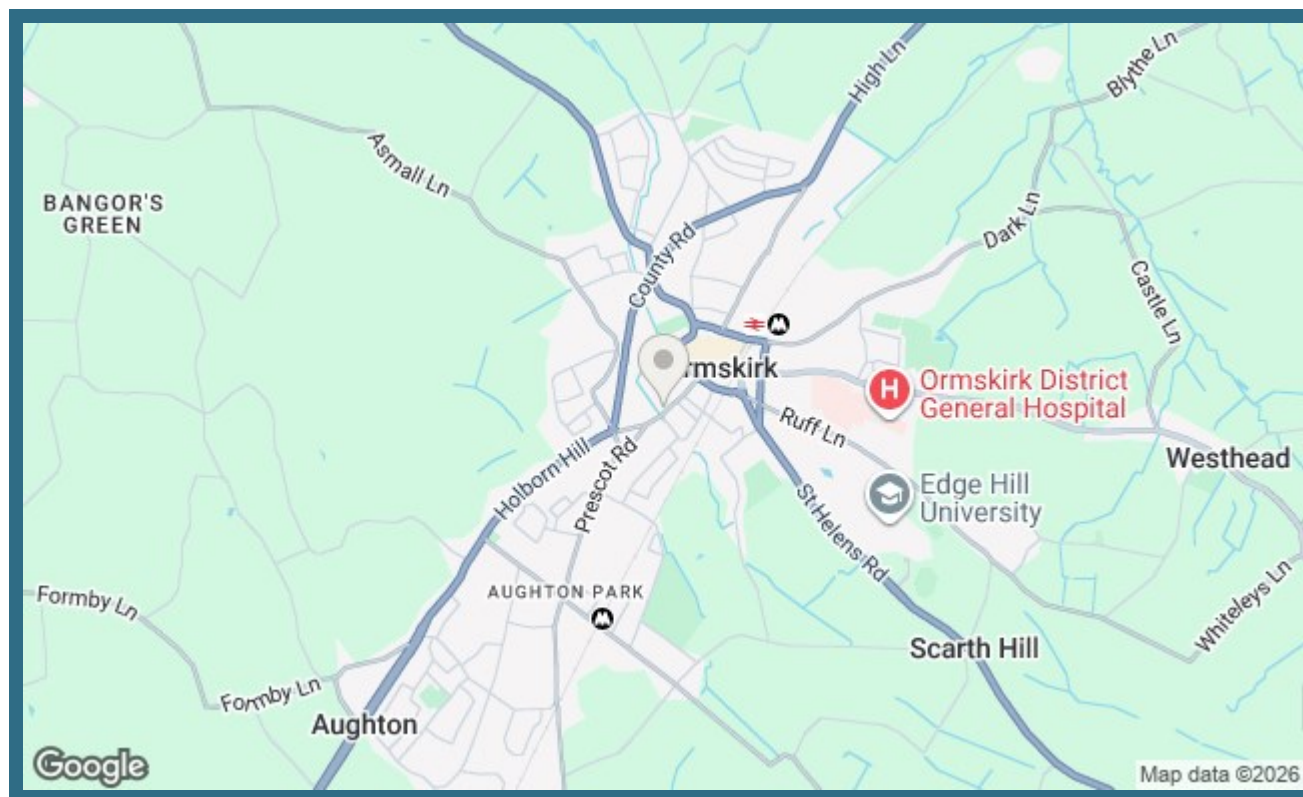 High Ln
Blythe Ln
Asmall Ln
BANGOR'S
GREEN
Dark Ln
County Rd
Castle Ln
rmskirk
H
Ormskirk District
General Hospital
Ruff Ln
Westhead
Holborn Hill
Prescot Rd
Edge Hill
University
St Helens Rd
Formby Ln
AUGHTON PARK
Whiteleys Ln
Scarth Hill
Formby Ln
Aughton
Google
Map data ©2026